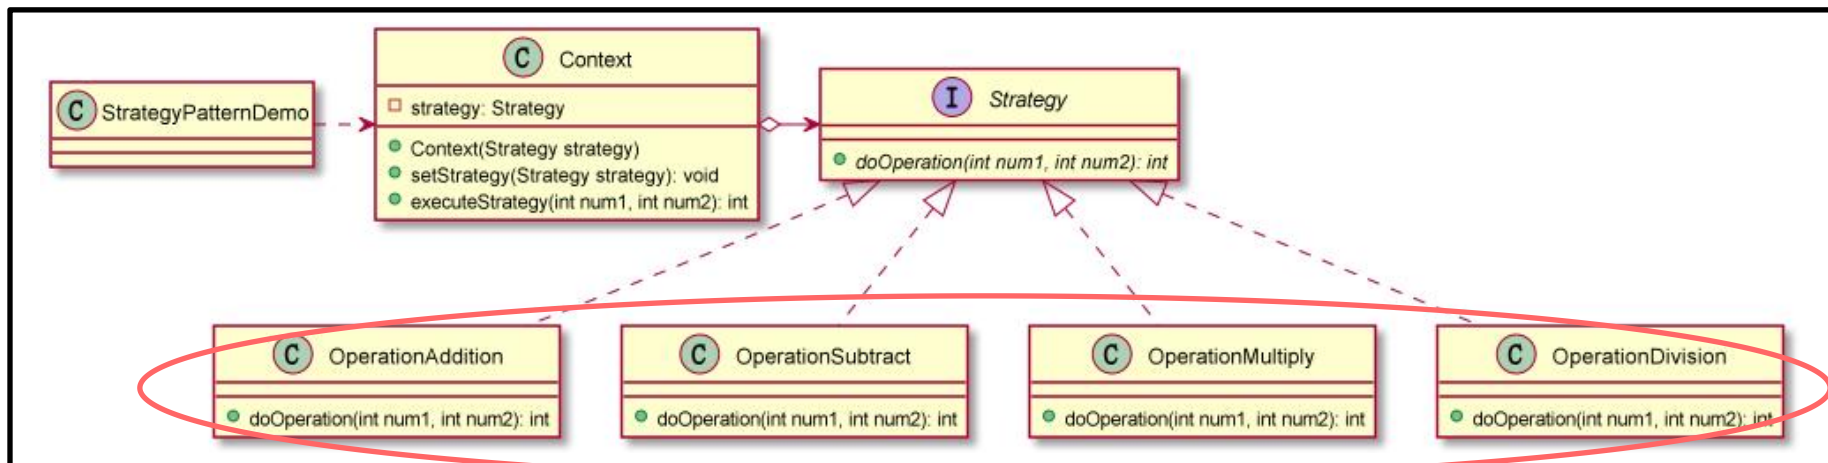 C StrategyPatternDemo
C Context
strategy: Strategy
Context(Strategy strategy)
setStrategy(Strategy strategy): void
executeStrategy(int num1, int num2): int
I Strategy
doOperation(int num1, int num2): int
C OperationAddition
doOperation(int num1, int num2): int
C OperationSubtract
doOperation(int num1, int num2): int
C OperationMultiply
doOperation(int num1, int num2): int
C OperationDivision
doOperation(int num1, int num2): int